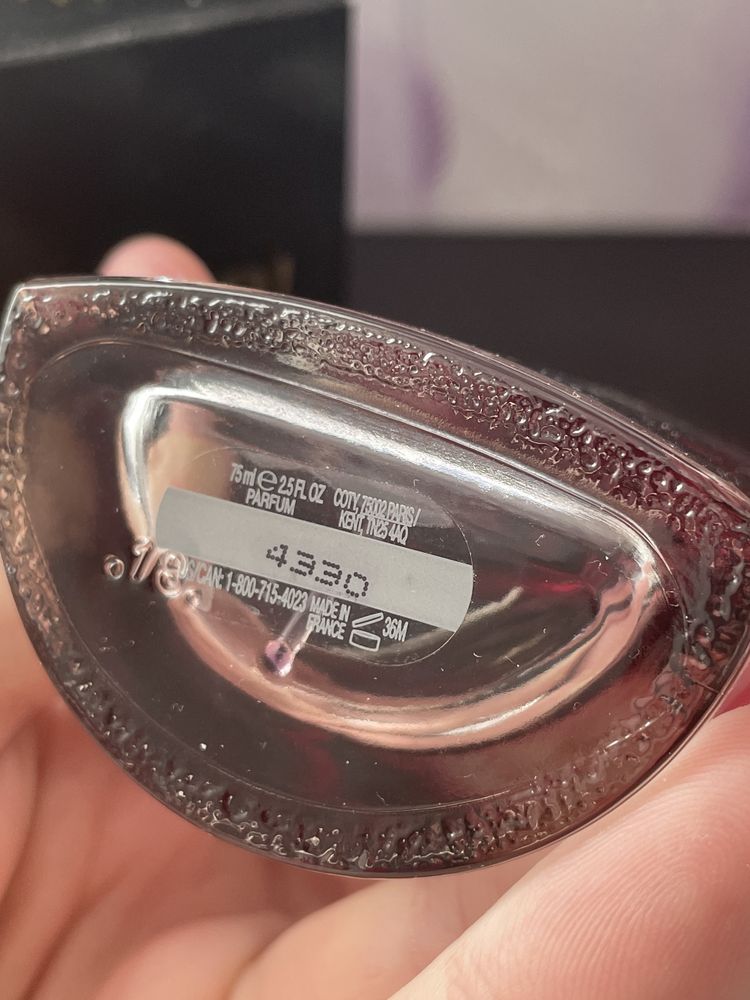 75 ml ℮ 2.5 FL. OZ
PARFUM
COTY, 75002 PARIS /
KENT, TN25 4AQ
4330
/CAN: 1-800-715-4023
MADE IN
FRANCE
36M